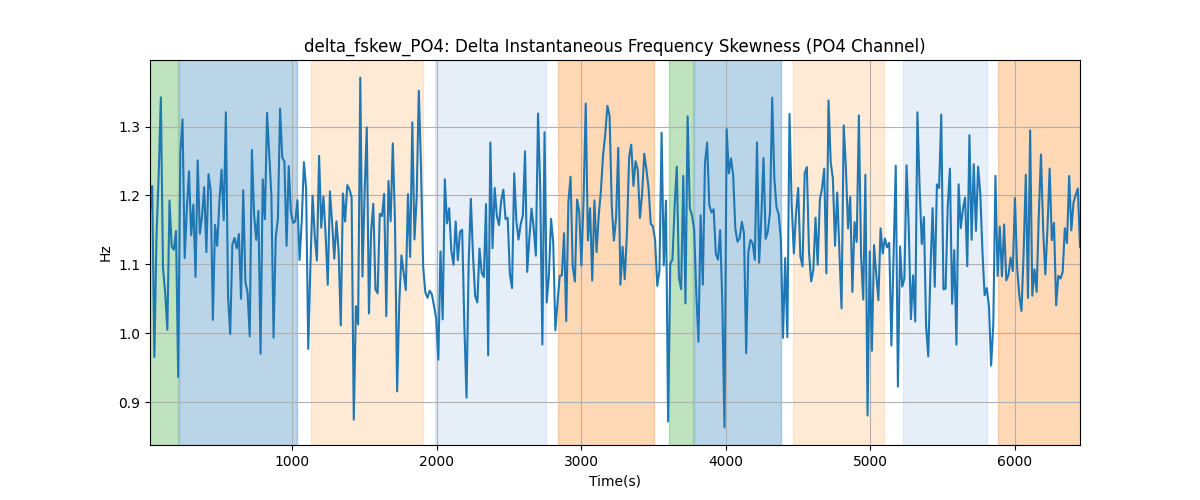 delta_fskew_PO4: Delta Instantaneous Frequency Skewness (PO4 Channel)
1.3
1.2
1.1
1.0
0.9
Hz
1000 2000 3000 4000 5000 6000
Time(s)